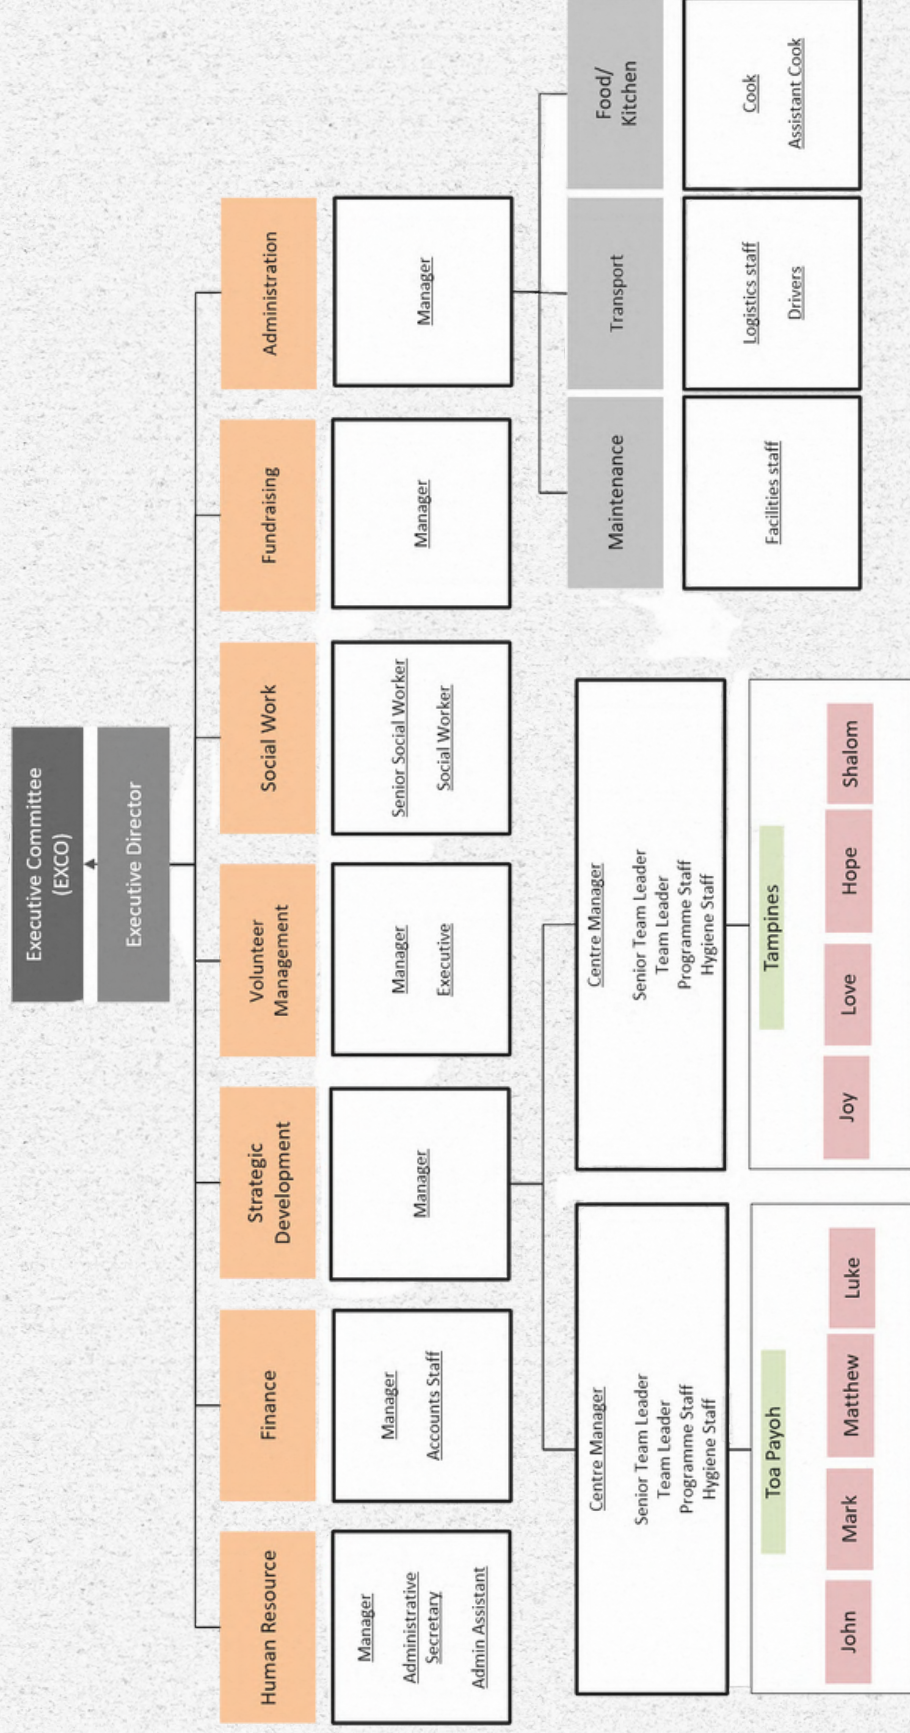 Executive Committee
(EXCO)
Executive Director
Human Resource
Finance
Strategic
Development
Volunteer
Management
Social Work
Fundraising
Administration
Manager
Administrative
Secretary
Admin Assistant
Manager
Accounts Staff
Manager
Manager
Executive
Senior Social Worker
Social Worker
Manager
Manager
Centre Manager
Senior Team Leader
Team Leader
Programme Staff
Hygiene Staff
Toa Payoh
John
Mark
Matthew
Luke
Centre Manager
Senior Team Leader
Team Leader
Programme Staff
Hygiene Staff
Tampines
Joy
Love
Hope
Shalom
Maintenance
Transport
Food/
Kitchen
Facilities staff
Logistics staff
Drivers
Cook
Assistant Cook